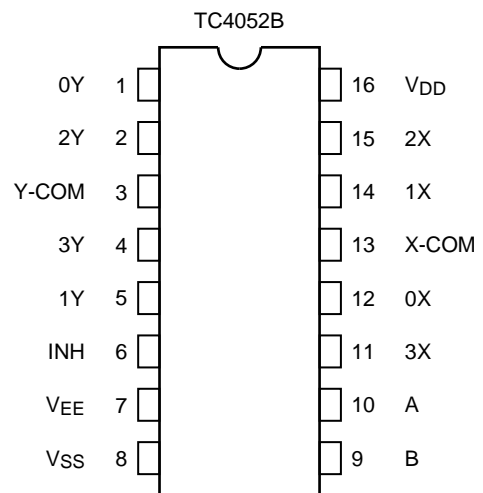 TC4052B
0Y 1 16 VDD
2Y 2 15 2X
Y-COM 3 14 1X
3Y 4 13 X-COM
1Y 5 12 0X
INH 6 11 3X
VEE 7 10 A
VSS 8 9 B